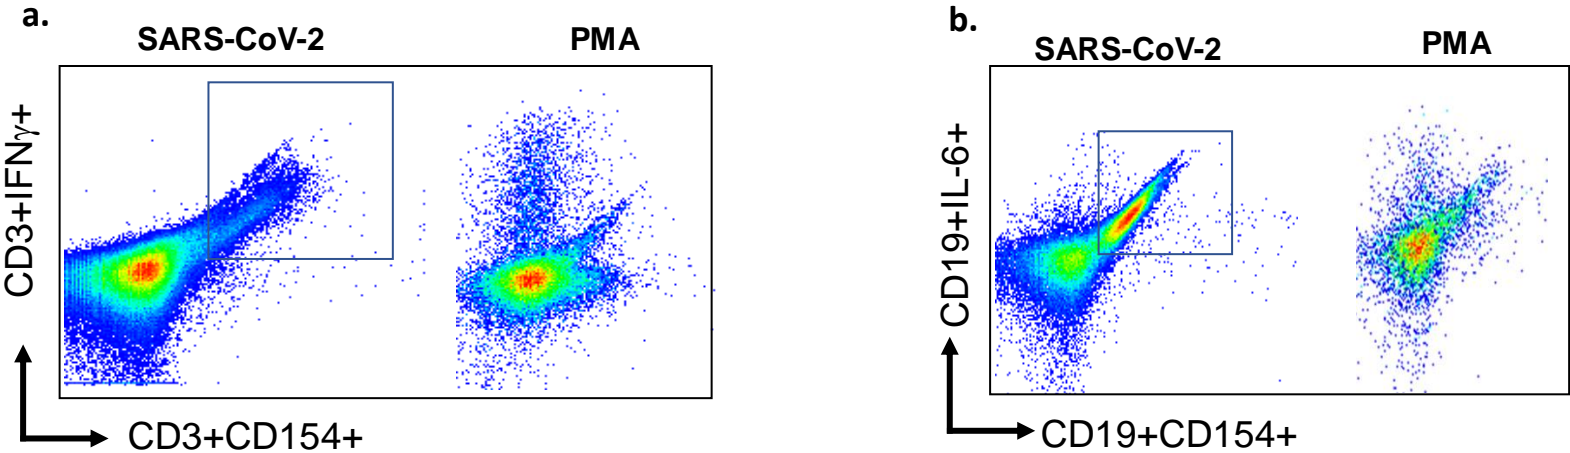 a.
SARS-CoV-2
PMA
CD3+IFNγ+
CD3+CD154+
b.
SARS-CoV-2
PMA
CD19+IL-6+
CD19+CD154+